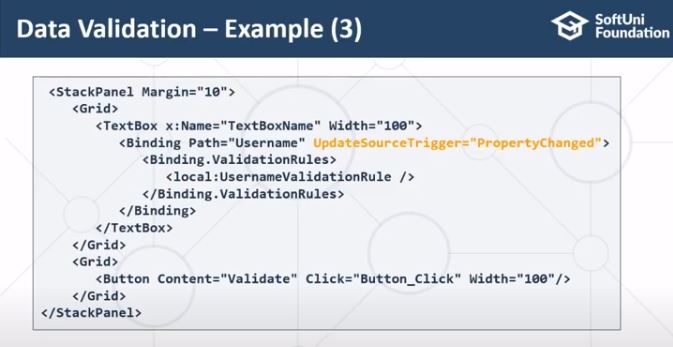 Data Validation – Example (3)
SoftUni
Foundation
<StackPanel Margin="10">
<Grid>
<TextBox x:Name="TextBoxName" Width="100">
<Binding Path="Username" UpdateSourceTrigger="PropertyChanged">
<Binding.ValidationRules>
<local:UsernameValidationRule />
</Binding.ValidationRules>
</Binding>
</TextBox>
</Grid>
<Grid>
<Button Content="Validate" Click="Button_Click" Width="100"/>
</Grid>
</StackPanel>